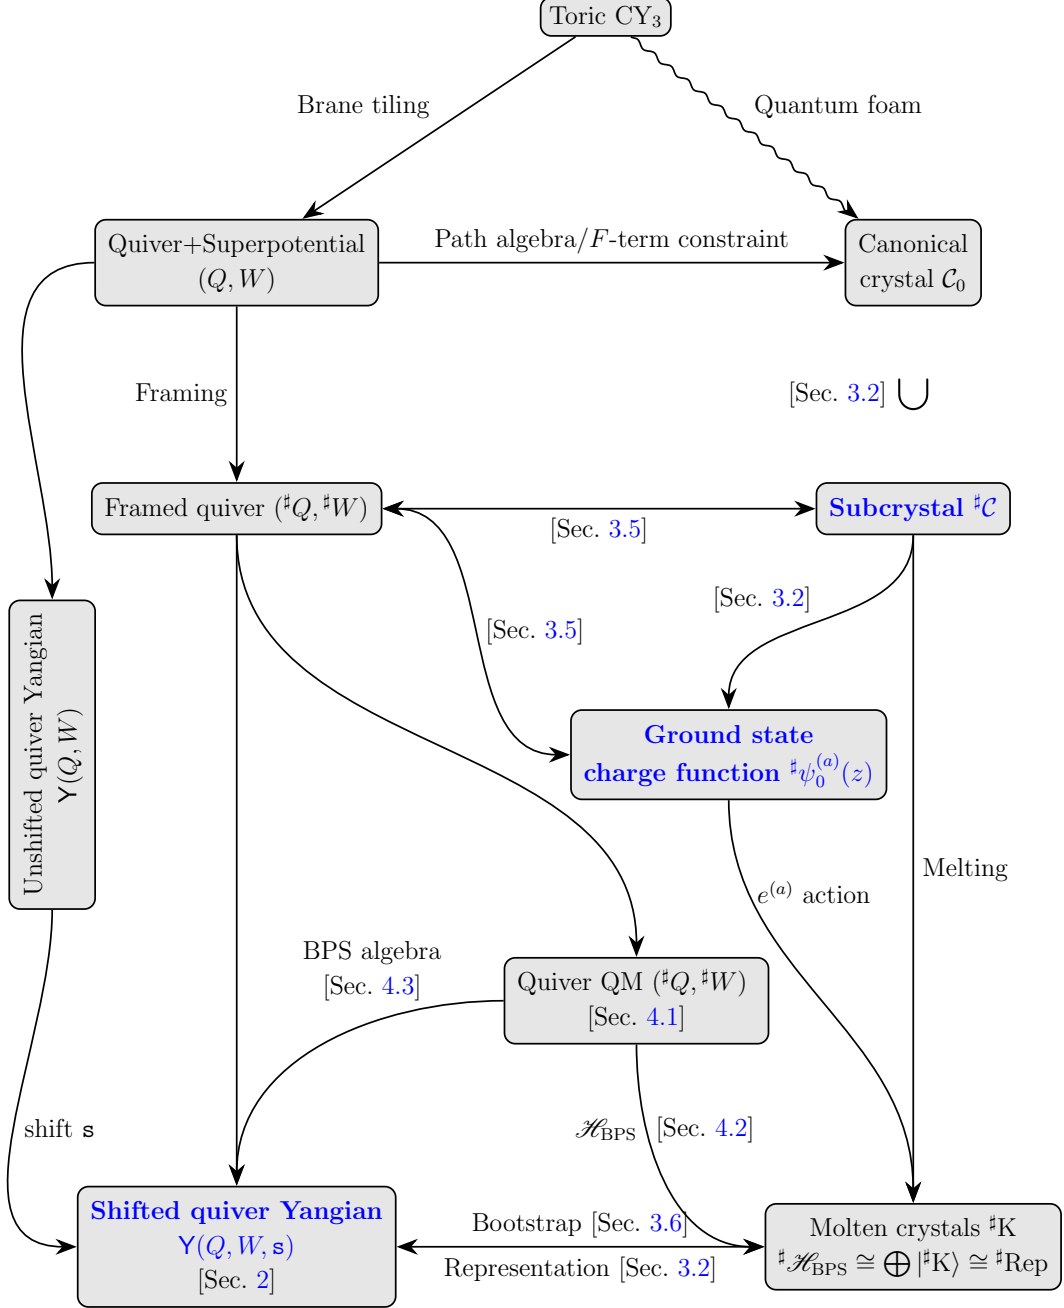 Toric CY₃
Brane tiling
Quantum foam
Quiver+Superpotential
(Q, W)
Path algebra/F-term constraint
Canonical
crystal 𝒞₀
Framing
[Sec. 3.2] ⋃
Framed quiver (♯Q, ♯W)
[Sec. 3.5]
Subcrystal ♯𝒞
[Sec. 3.2]
[Sec. 3.5]
Unshifted quiver Yangian
Y(Q, W)
Ground state
charge function ♯ψ₀⁽ᵃ⁾(z)
Melting
e⁽ᵃ⁾ action
BPS algebra
[Sec. 4.3]
Quiver QM (♯Q, ♯W)
[Sec. 4.1]
shift s
ℋ_BPS [Sec. 4.2]
Shifted quiver Yangian
Y(Q, W, s)
[Sec. 2]
Bootstrap [Sec. 3.6]
Representation [Sec. 3.2]
Molten crystals ♯K
♯ℋ_BPS ≅ ⨁ |♯K⟩ ≅ ♯Rep